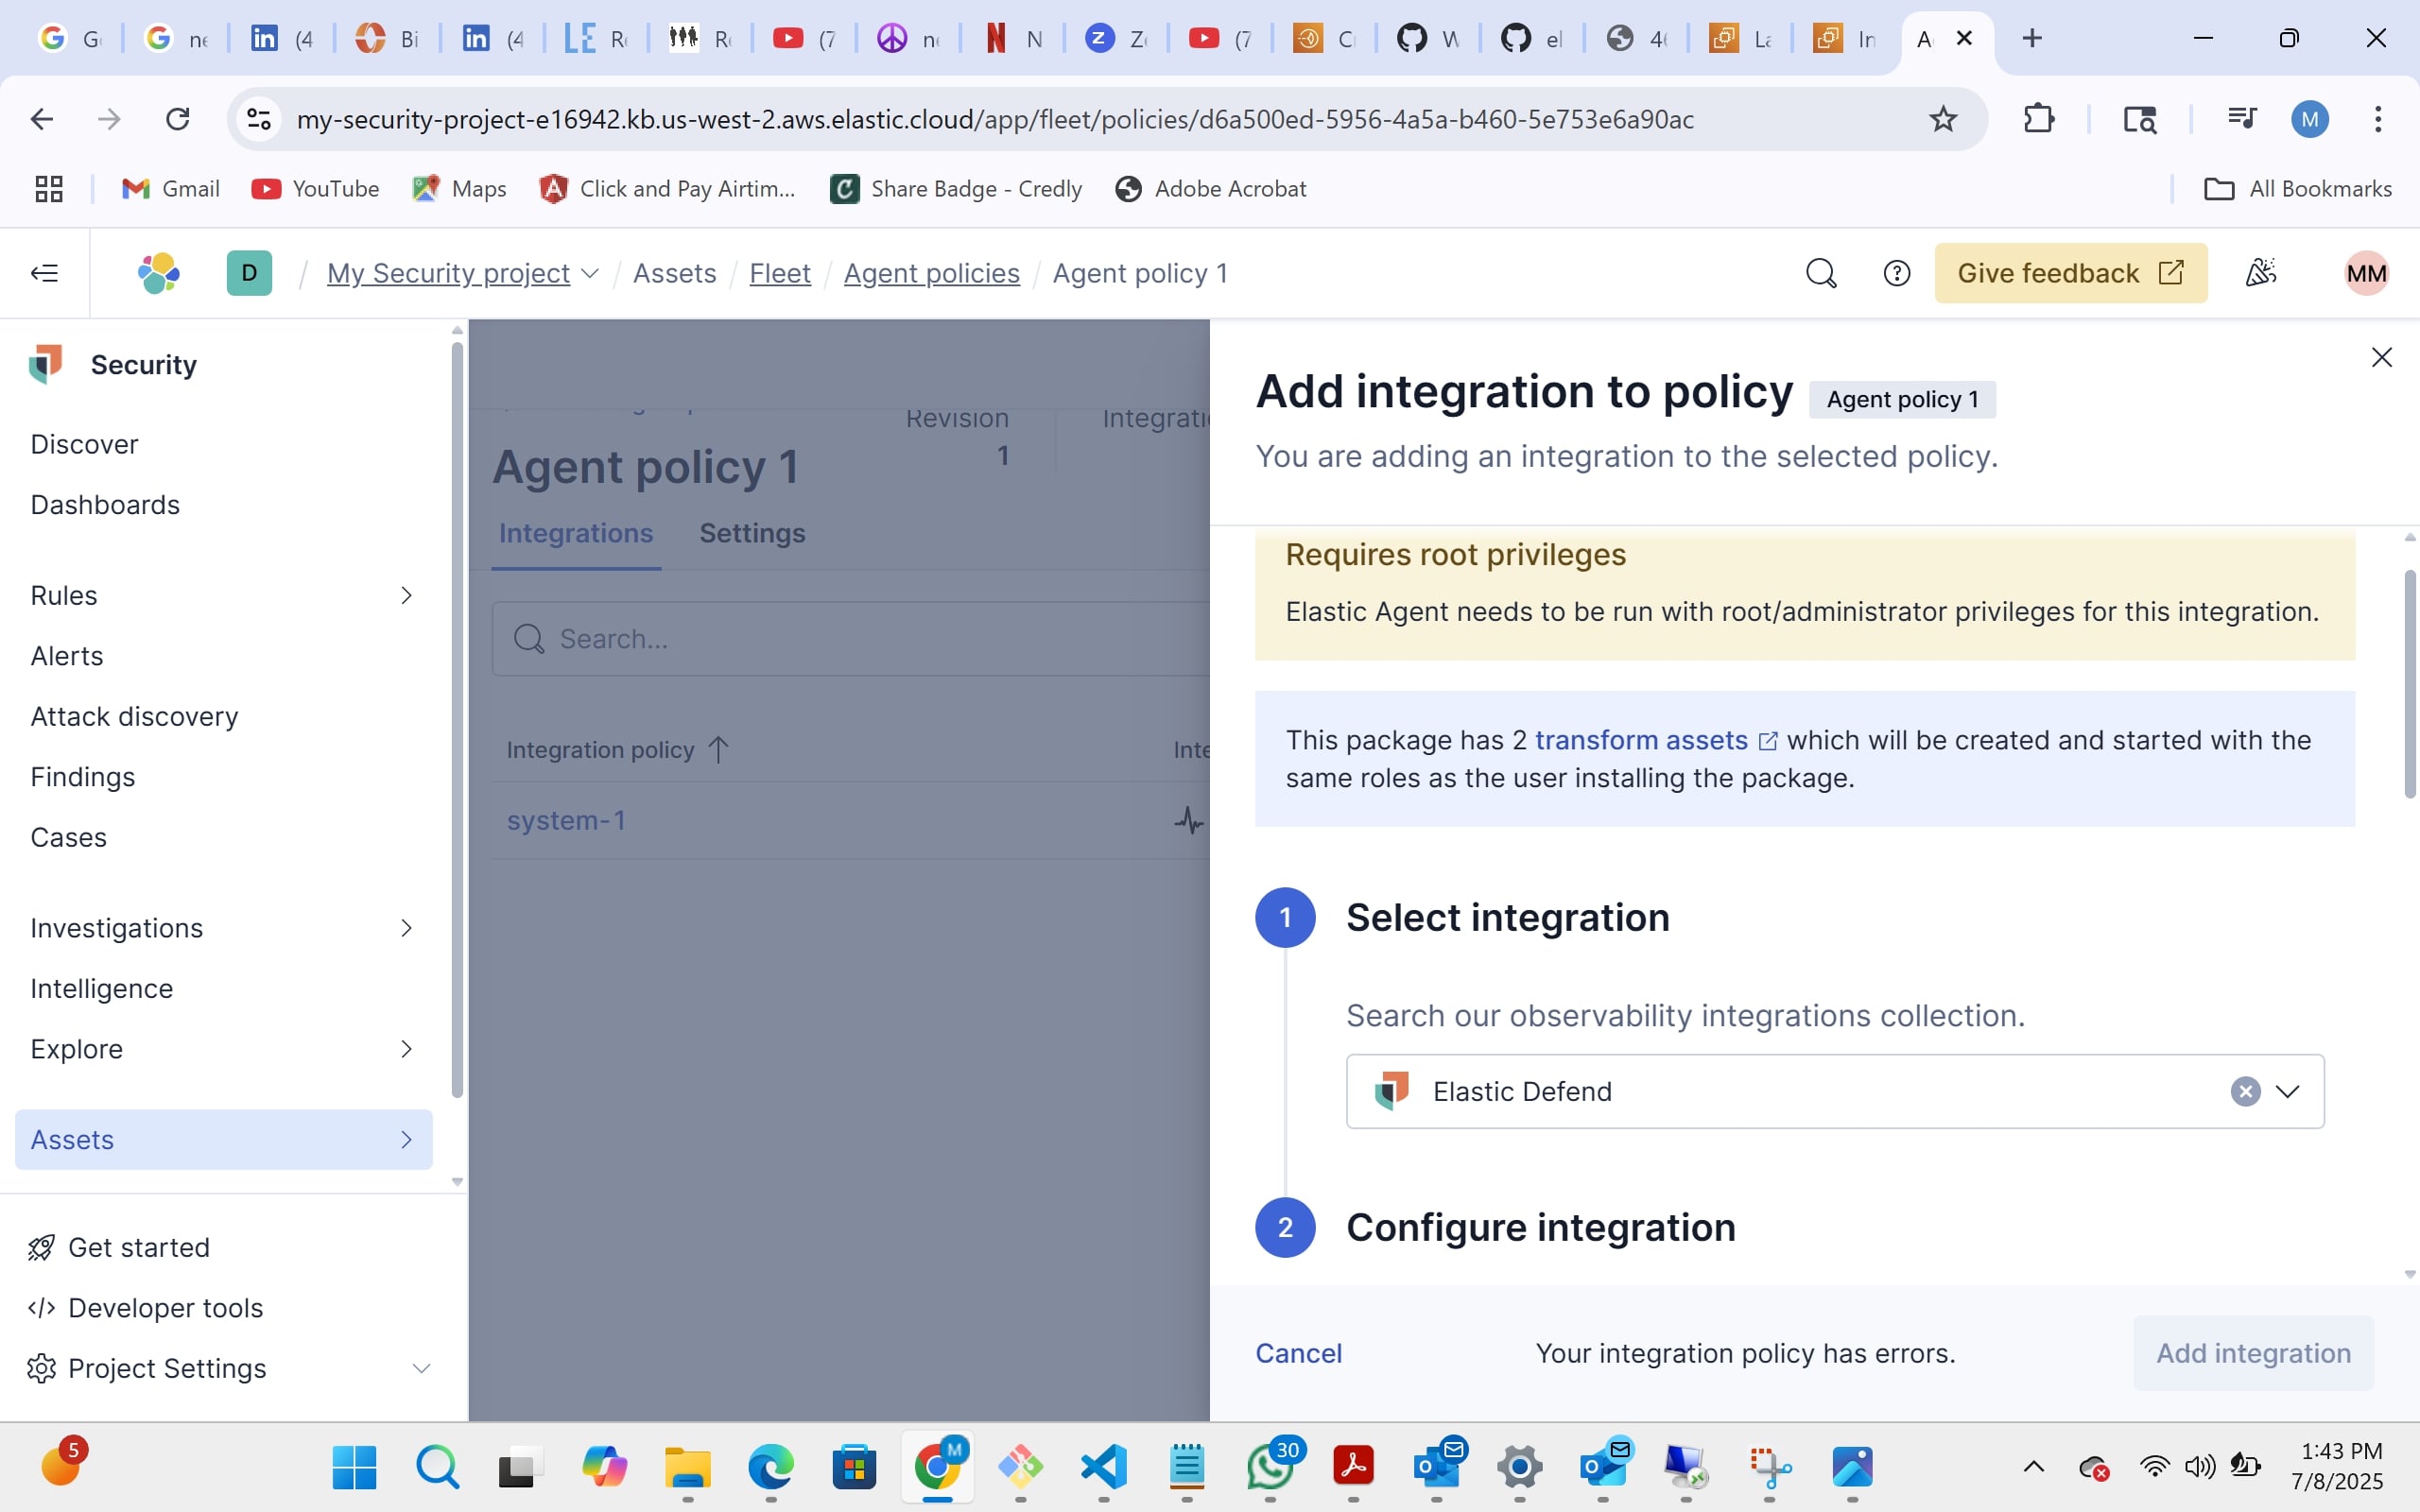 G
ne
(4
Bi
(4
LE
R
R
(7
n
N
Z
Z
(7
C
W
el
4
L
In
A
my-security-project-e16942.kb.us-west-2.aws.elastic.cloud/app/fleet/policies/d6a500ed-5956-4a5a-b460-5e753e6a90ac
M
Gmail
YouTube
Maps
Click and Pay Airtim...
Share Badge - Credly
Adobe Acrobat
All Bookmarks
D / My Security project / Assets / Fleet / Agent policies / Agent policy 1
Give feedback
MM
Security
Discover
Dashboards
Rules
Alerts
Attack discovery
Findings
Cases
Investigations
Intelligence
Explore
Assets
Get started
Developer tools
Project Settings
Revision
1
Integrati
Agent policy 1
Integrations
Settings
Search...
Integration policy
Inte
system-1
Add integration to policy
Agent policy 1
You are adding an integration to the selected policy.
Requires root privileges
Elastic Agent needs to be run with root/administrator privileges for this integration.
This package has 2 transform assets which will be created and started with the
same roles as the user installing the package.
1
Select integration
Search our observability integrations collection.
Elastic Defend
2
Configure integration
Cancel
Your integration policy has errors.
Add integration
5
M
30
1:43 PM
7/8/2025